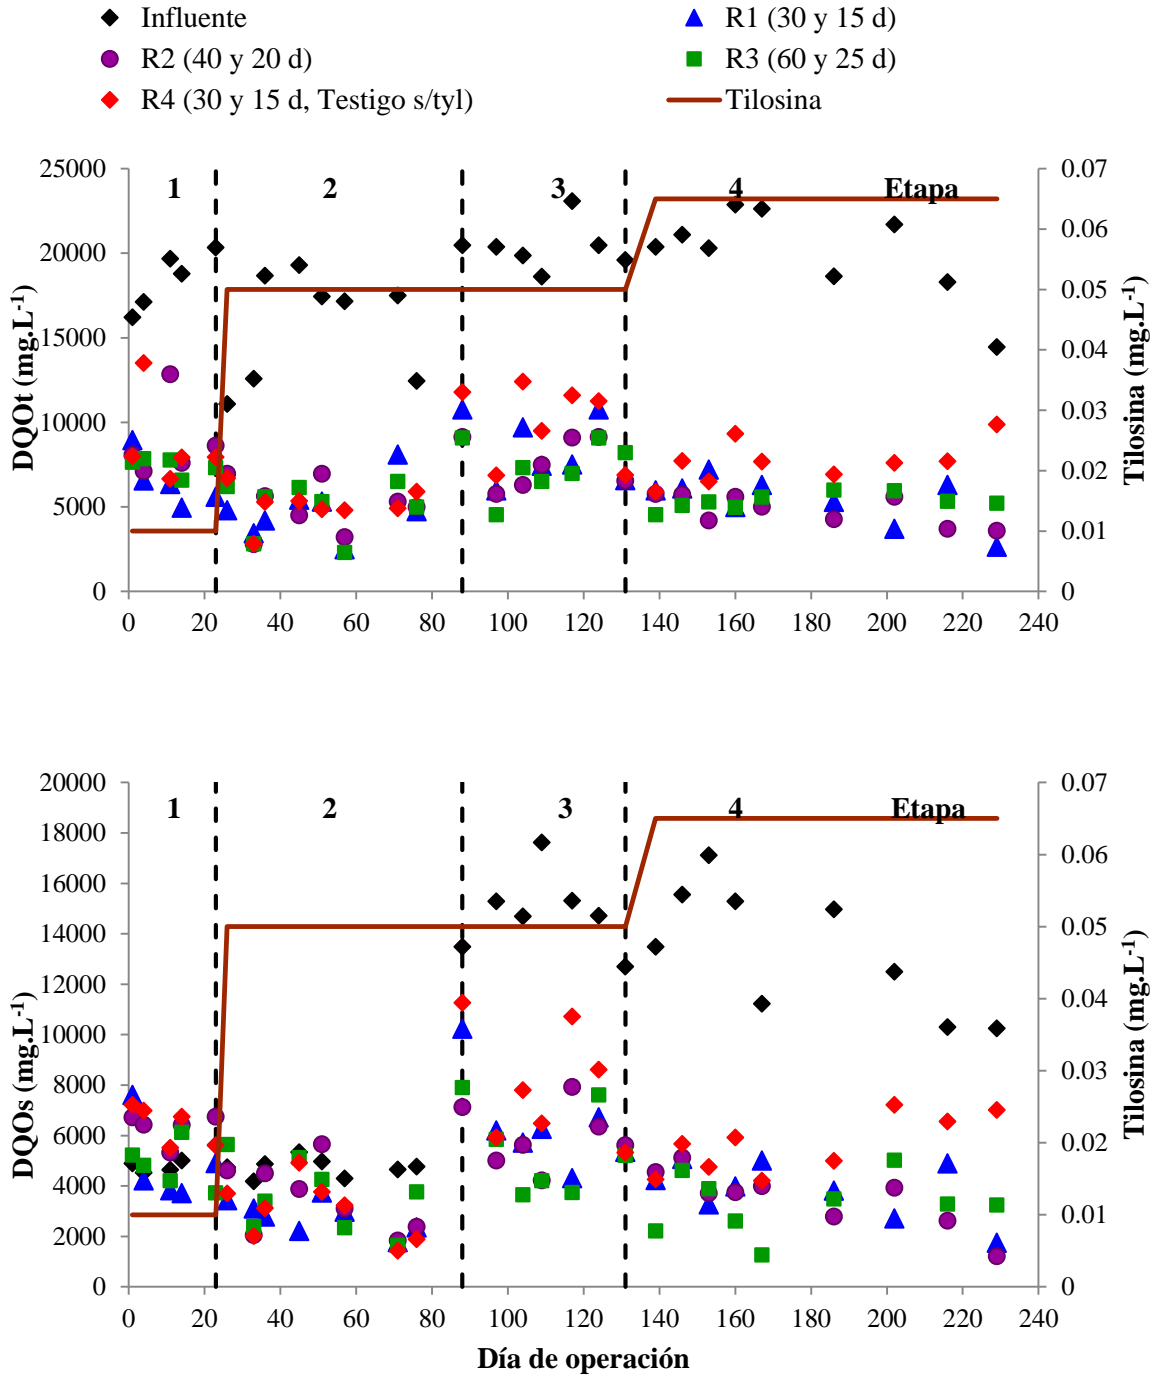 Influente
R1 (30 y 15 d)
R2 (40 y 20 d)
R3 (60 y 25 d)
R4 (30 y 15 d, Testigo s/tyl)
Tilosina
25000
20000
15000
10000
5000
0
DQOt (mg.L-1)
1
2
3
4
Etapa
0.07
0.06
0.05
0.04
0.03
0.02
0.01
0
Tilosina (mg.L-1)
0 20 40 60 80 100 120 140 160 180 200 220 240
20000
18000
16000
14000
12000
10000
8000
6000
4000
2000
0
DQOs (mg.L-1)
1
2
3
4
Etapa
0.07
0.06
0.05
0.04
0.03
0.02
0.01
0
Tilosina (mg.L-1)
0 20 40 60 80 100 120 140 160 180 200 220 240
Día de operación